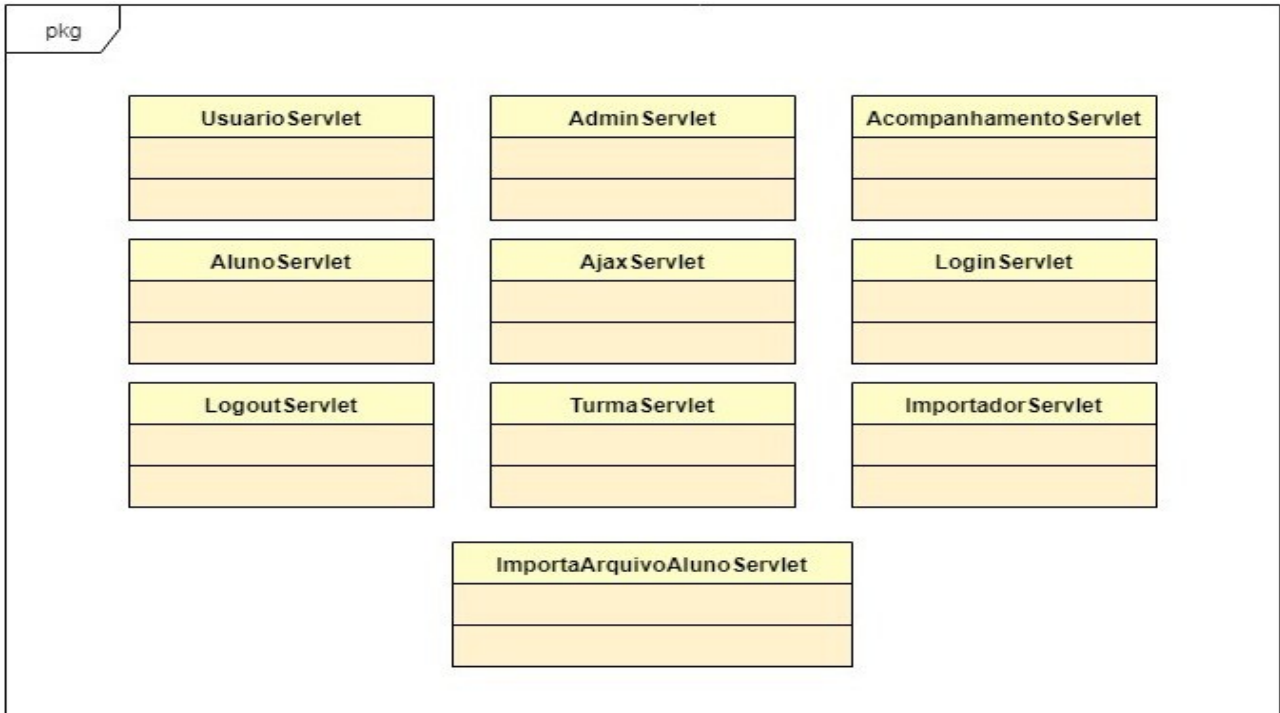 pkg
UsuarioServlet
AdminServlet
AcompanhamentoServlet
AlunoServlet
AjaxServlet
LoginServlet
LogoutServlet
TurmaServlet
ImportadorServlet
ImportaArquivoAlunoServlet